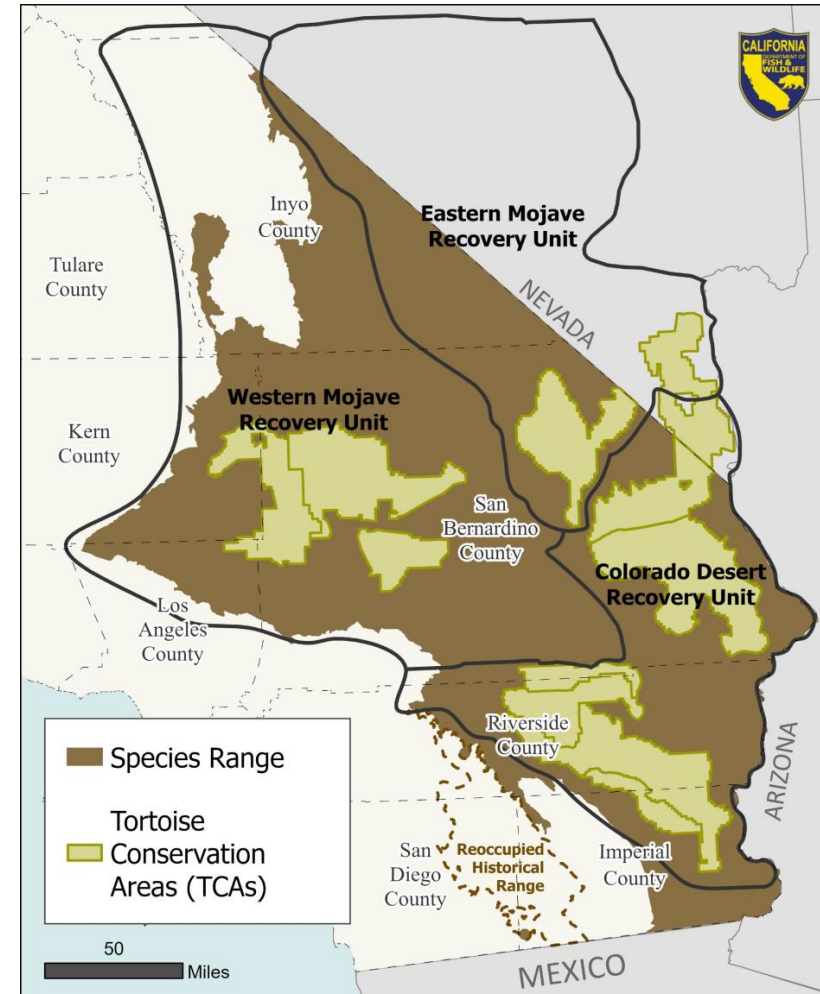 CALIFORNIA
DEPARTMENT OF
FISH &
WILDLIFE
Inyo
County
Eastern Mojave
Recovery Unit
Tulare
County
NEVADA
Western Mojave
Recovery Unit
Kern
County
San
Bernardino
County
Colorado Desert
Recovery Unit
Los
Angeles
County
Riverside
County
ARIZONA
Species Range
Tortoise
Conservation
Areas (TCAs)
San
Diego
County
Reoccupied
Historical
Range
Imperial
County
50
Miles
MEXICO